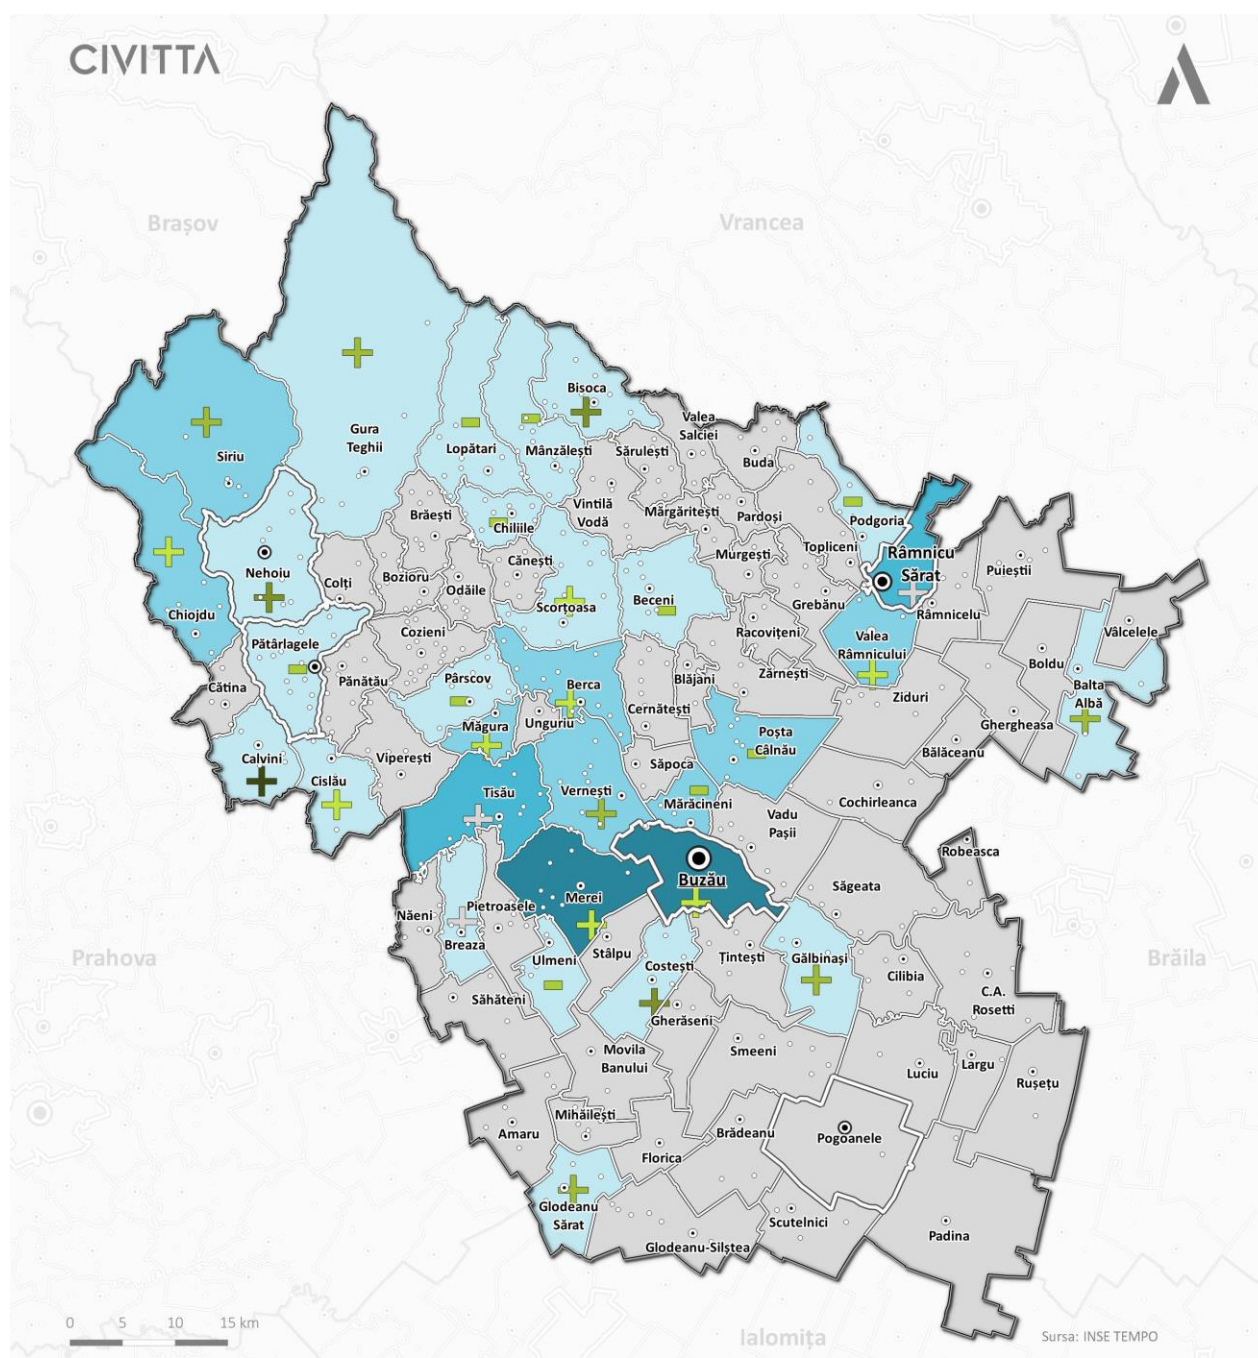 CIVITTA
Brașov
Vrancea
Bisoca
Valea
Salciei
Gura
Teghii
Lopătari
Mânzălești
Sărulești
Buda
Siriu
Vintilă
Vodă
Mărgăritești
Pardoși
Podgoria
Brăești
Chiliile
Murgești
Topliceni
Râmnicu
Sărat
Puieștii
Nehoiu
Colți
Bozioru
Odăile
Cănești
Scorțoasa
Beceni
Grebănu
Râmnicelu
Chiojdu
Pătârlagele
Cozieni
Racovițeni
Valea
Râmnicului
Vâlcelele
Boldu
Cătina
Pănătău
Pârscov
Berca
Blăjani
Zărnești
Ziduri
Balta
Albă
Măgura
Unguriu
Cernătești
Poșta
Câlnău
Ghergheasa
Calvini
Cislău
Viperești
Săpoca
Bălăceanu
Tisău
Vernești
Mărăcineni
Vadu
Pașii
Cochirleanca
Robeasca
Buzău
Merei
Săgeata
Năeni
Pietroasele
Breaza
Stâlpu
Prahova
Ulmeni
Costești
Țintești
Gălbinași
Cilibia
Brăila
Săhăteni
Gherăseni
C.A.
Rosetti
Movila
Banului
Smeeni
Luciu
Largu
Rușețu
Mihăilești
Amaru
Brădeanu
Pogoanele
Florica
Glodeanu
Sărat
Scutelnici
Padina
Glodeanu-Siliștea
0 5 10 15 km
Ialomița
Sursa: INSE TEMPO